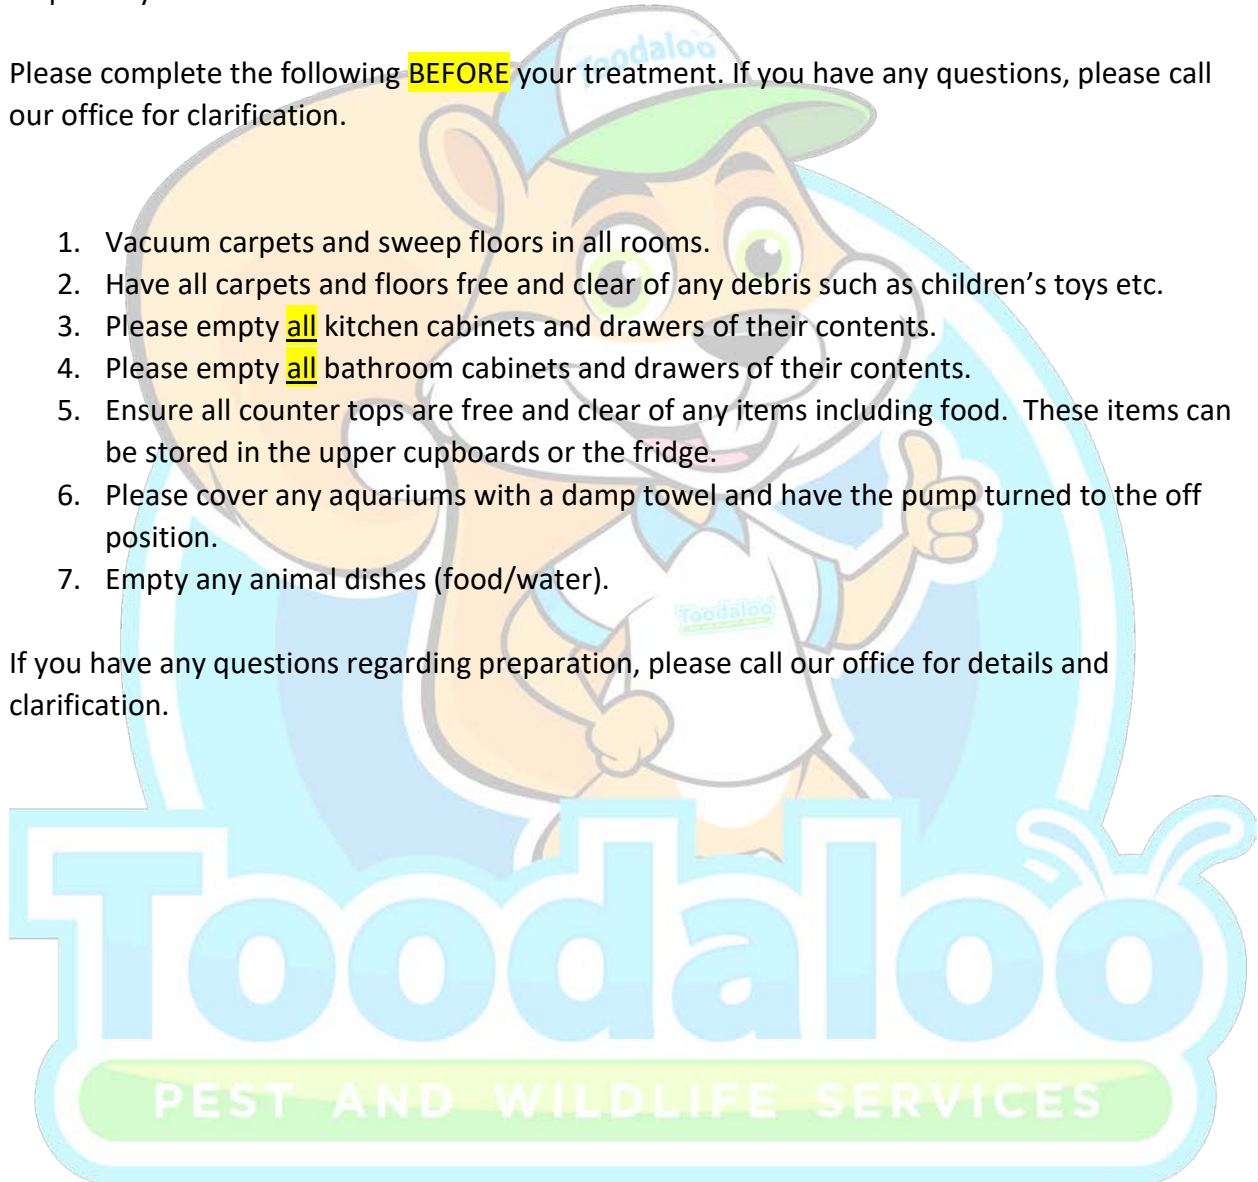 Please complete the following BEFORE your treatment. If you have any questions, please call
our office for clarification.
1. Vacuum carpets and sweep floors in all rooms.
2. Have all carpets and floors free and clear of any debris such as children’s toys etc.
3. Please empty all kitchen cabinets and drawers of their contents.
4. Please empty all bathroom cabinets and drawers of their contents.
5. Ensure all counter tops are free and clear of any items including food.  These items can
be stored in the upper cupboards or the fridge.
6. Please cover any aquariums with a damp towel and have the pump turned to the off
position.
7. Empty any animal dishes (food/water).
If you have any questions regarding preparation, please call our office for details and
clarification.
Toodaloo
Toodaloo
Toodaloo
PEST AND WILDLIFE SERVICES